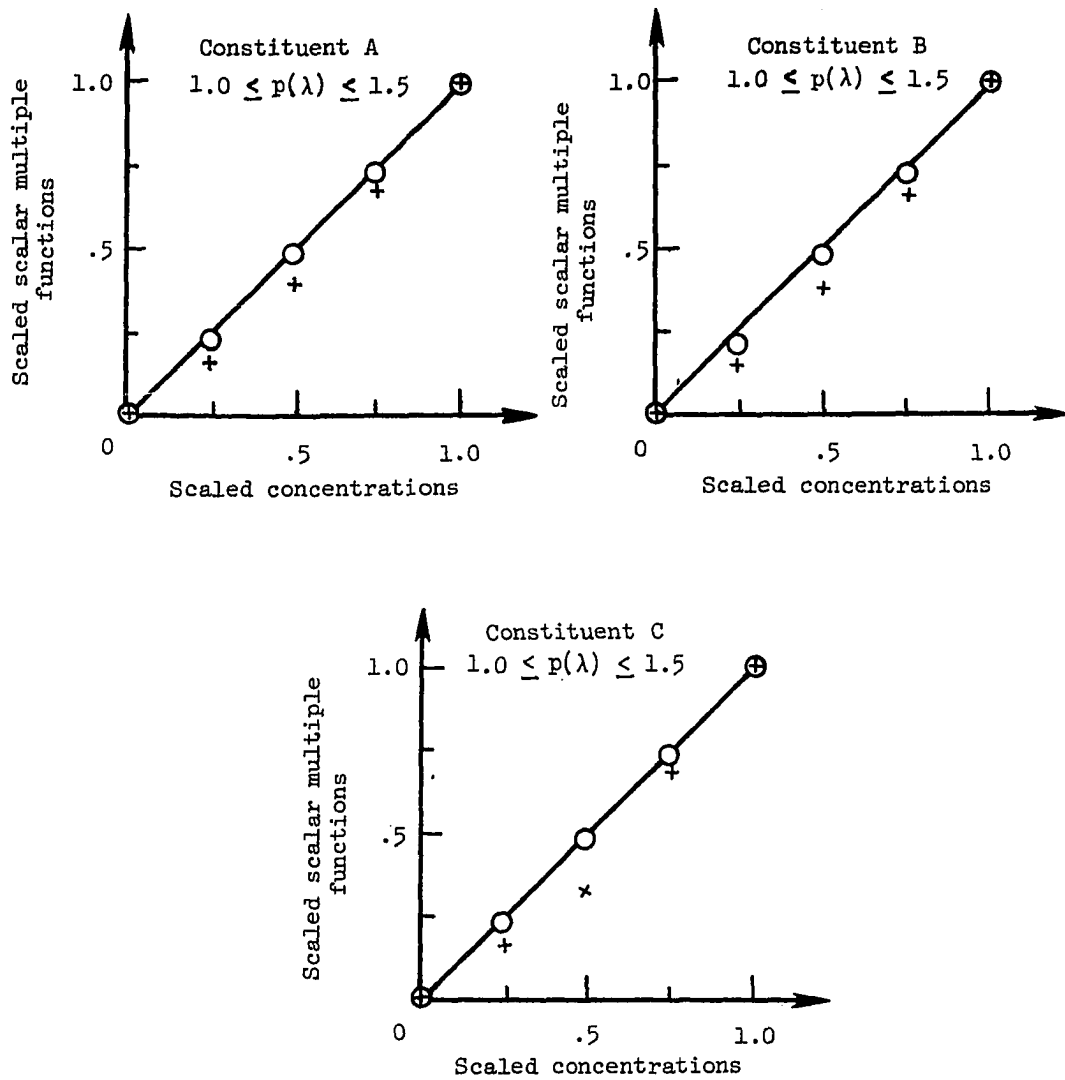 Constituent A
1.0 ≤ p(λ) ≤ 1.5
Scaled scalar multiple
functions
1.0
.5
0
.5
1.0
Scaled concentrations
Constituent B
1.0 ≤ p(λ) ≤ 1.5
Scaled scalar multiple
functions
1.0
.5
0
.5
1.0
Scaled concentrations
Constituent C
1.0 ≤ p(λ) ≤ 1.5
Scaled scalar multiple
functions
1.0
.5
0
.5
1.0
Scaled concentrations